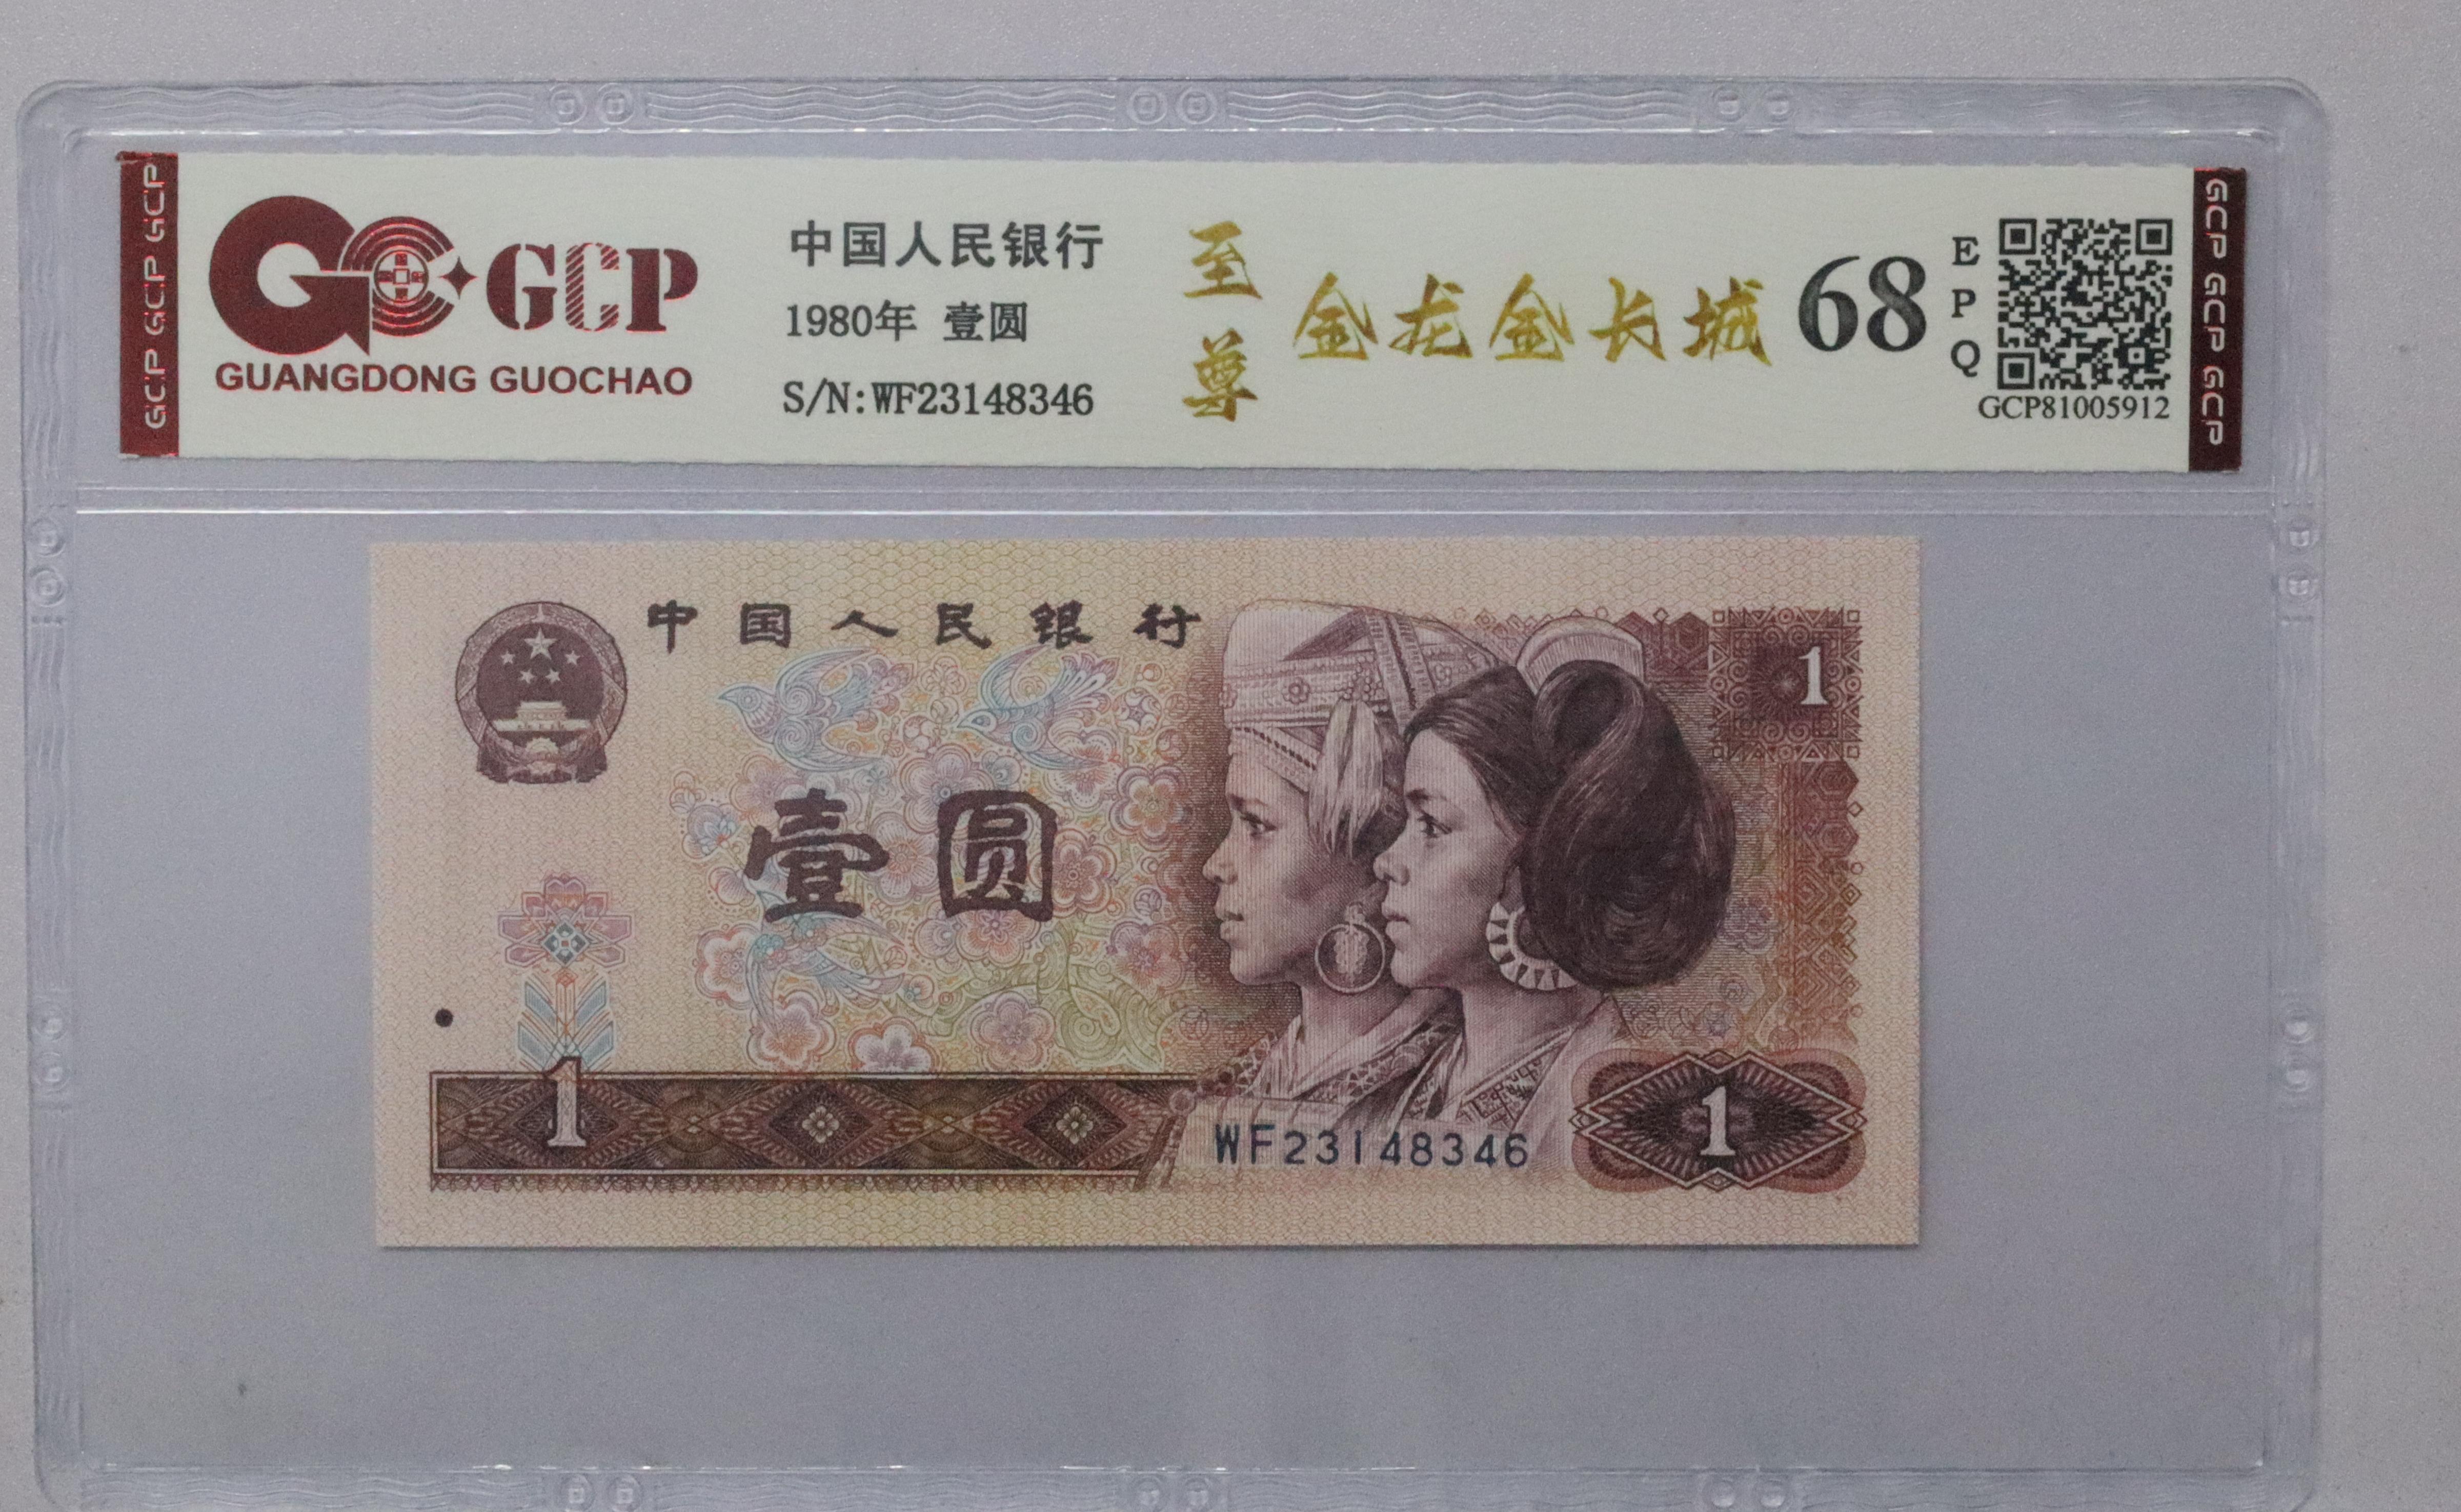 GCP GCP GCP
GCP
GUANGDONG GUOCHAO
中国人民银行
1980年 壹圆
S/N:WF23148346
至尊
金龙金长城
68
EPQ
GCP81005912
GCP GCP GCP
中国人民银行
1
壹圆
1
WF23148346
1